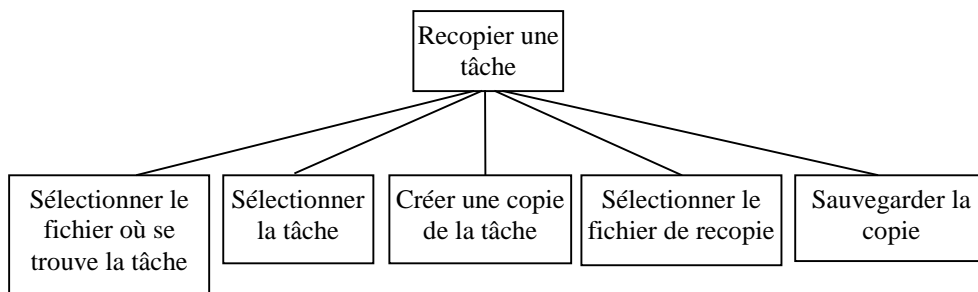 Recopier une
tâche
Sélectionner le
fichier où se
trouve la tâche
Sélectionner
la tâche
Créer une copie
de la tâche
Sélectionner le
fichier de recopie
Sauvegarder la
copie